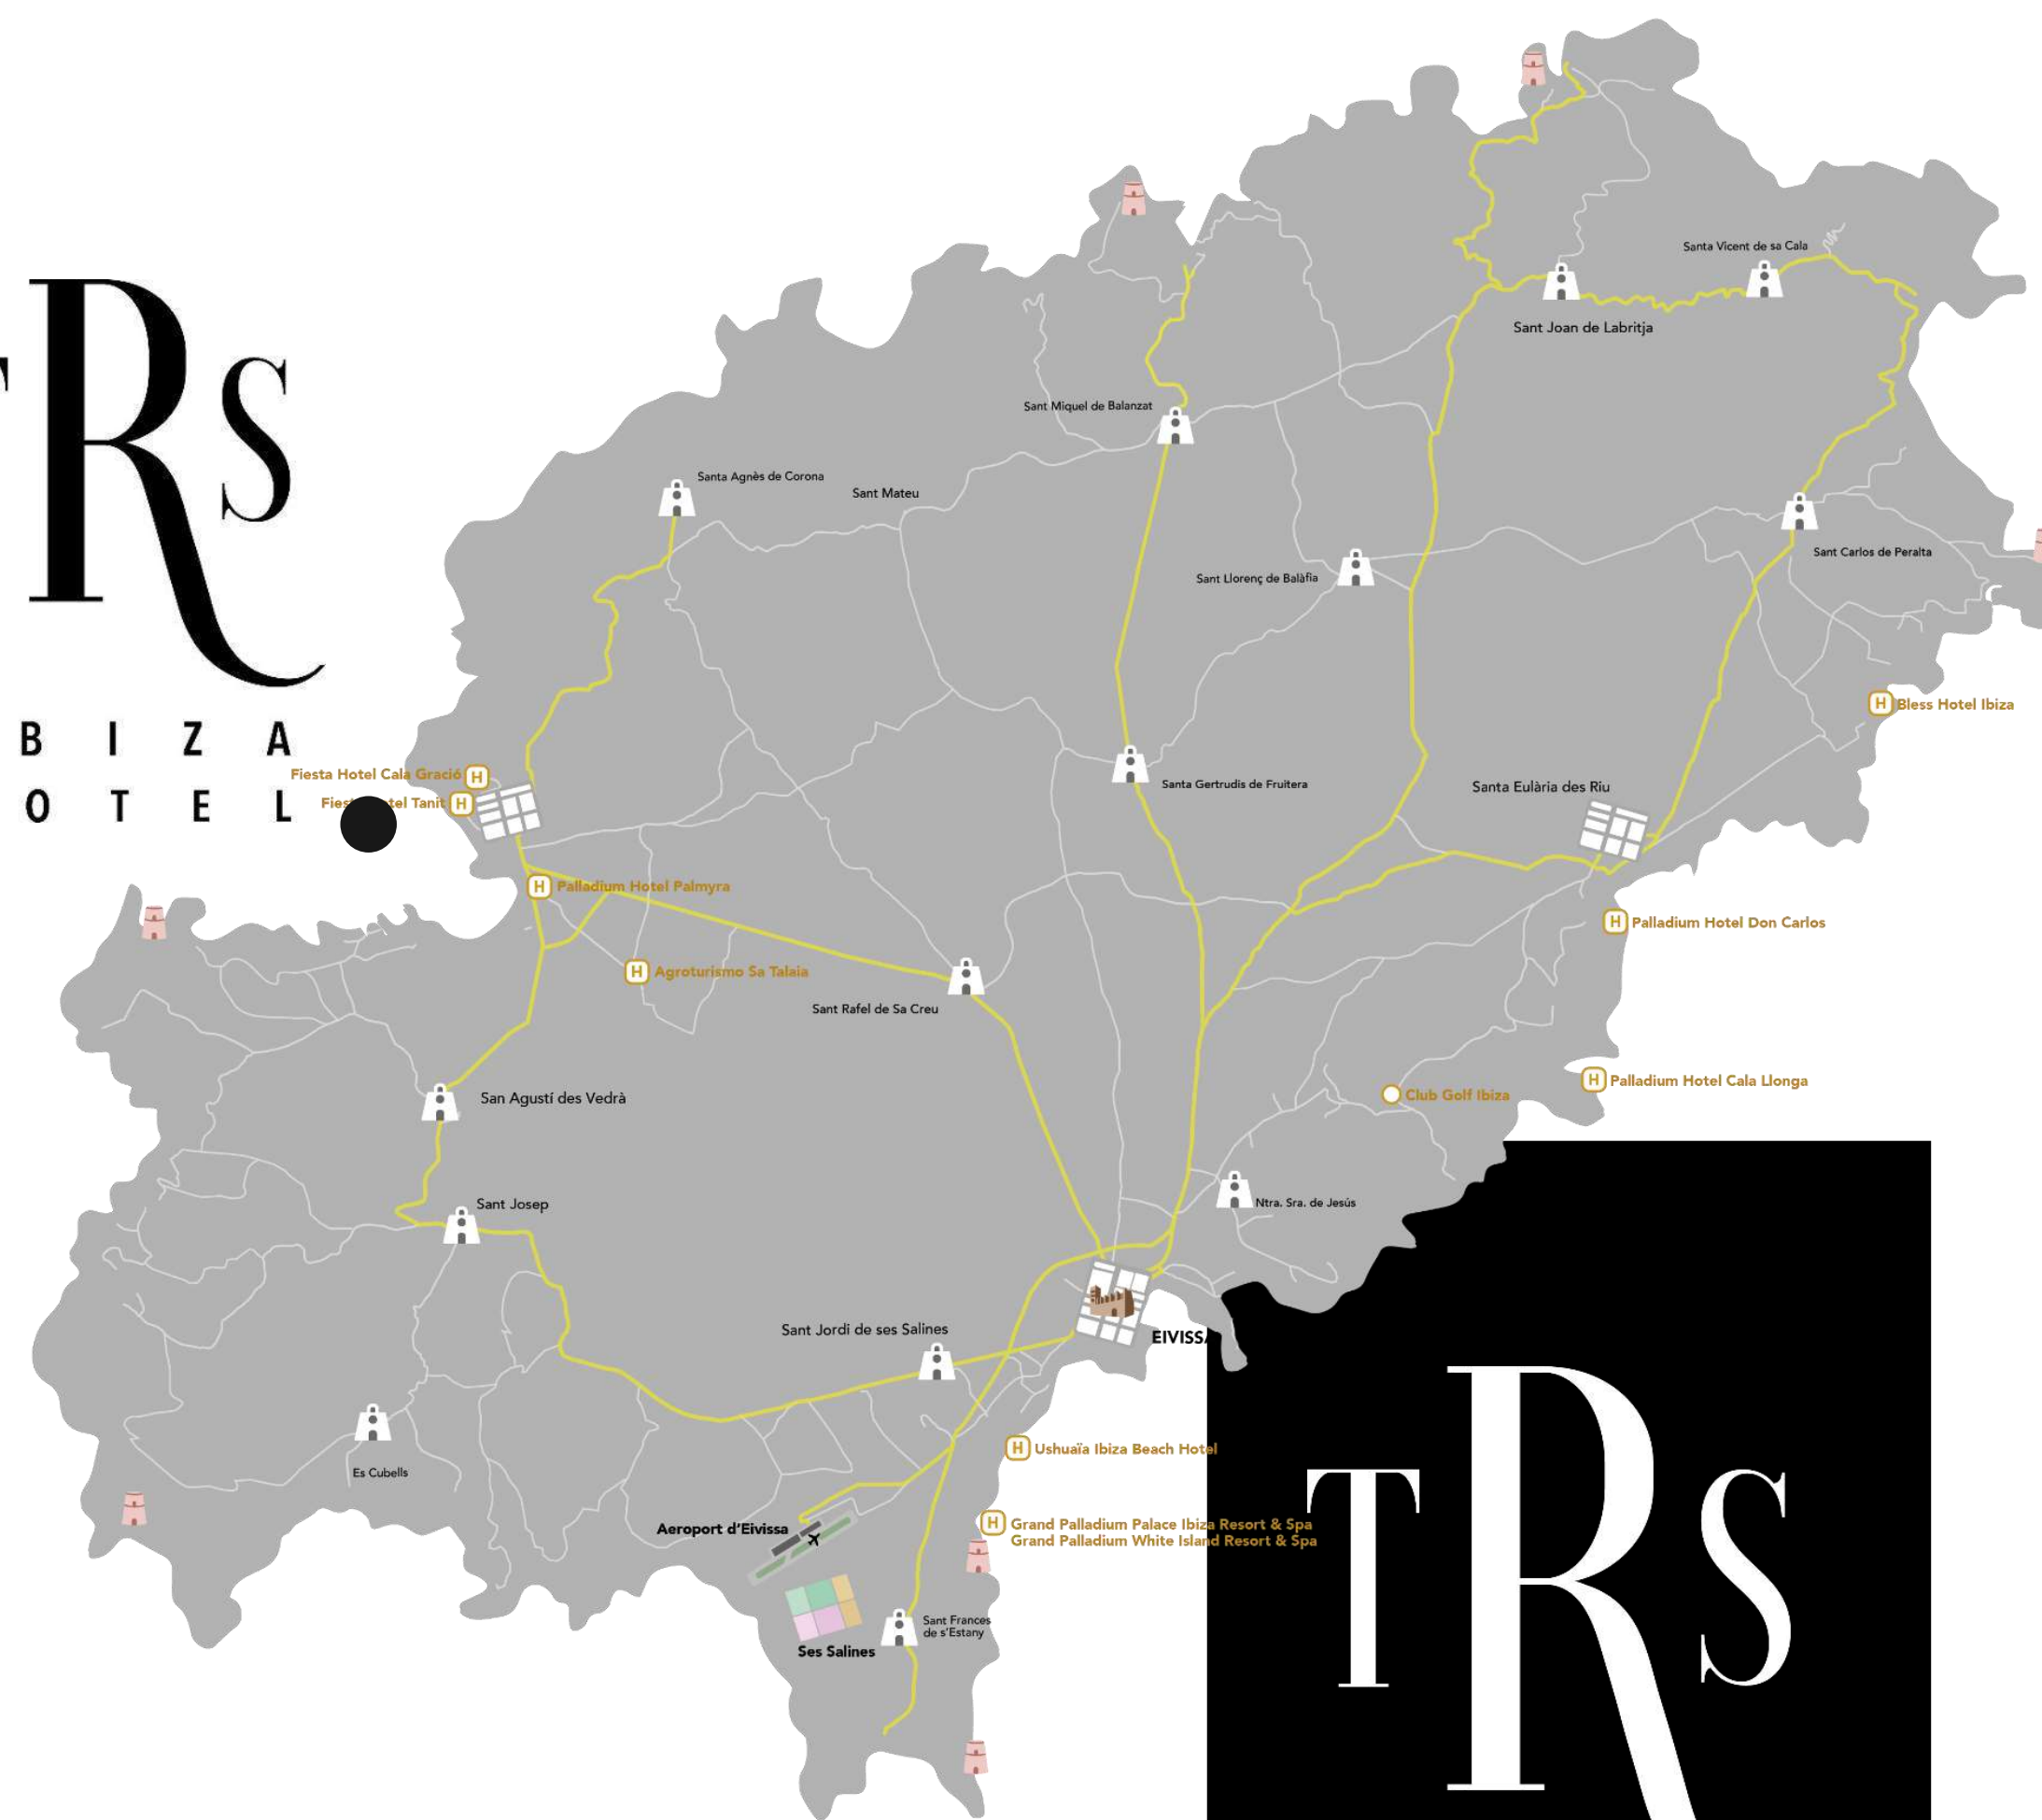 Santa Vicent de sa Cala
Sant Joan de Labritja
TRS
Sant Miquel de Balanzat
Santa Agnès de Corona
Sant Mateu
Sant Carlos de Peralta
Sant Llorenç de Balàfia
H Bless Hotel Ibiza
BIZA
Fiesta Hotel Cala Gració H
Santa Gertrudis de Fruitera
Santa Eulària des Riu
OTEL
tel Tanit H
H Palladium Hotel Palmyra
H Palladium Hotel Don Carlos
H Agroturismo Sa Talaia
Sant Rafel de Sa Creu
H Palladium Hotel Cala Llonga
Club Golf Ibiza
San Agustí des Vedrà
Sant Josep
Ntra. Sra. de Jesús
Sant Jordi de ses Salines
EIVISSA
H Ushuaïa Ibiza Beach Hotel
Es Cubells
H Grand Palladium Palace Ibiza Resort & Spa
Grand Palladium White Island Resort & Spa
Aeroport d'Eivissa
Sant Frances
de s'Estany
Ses Salines
TRS